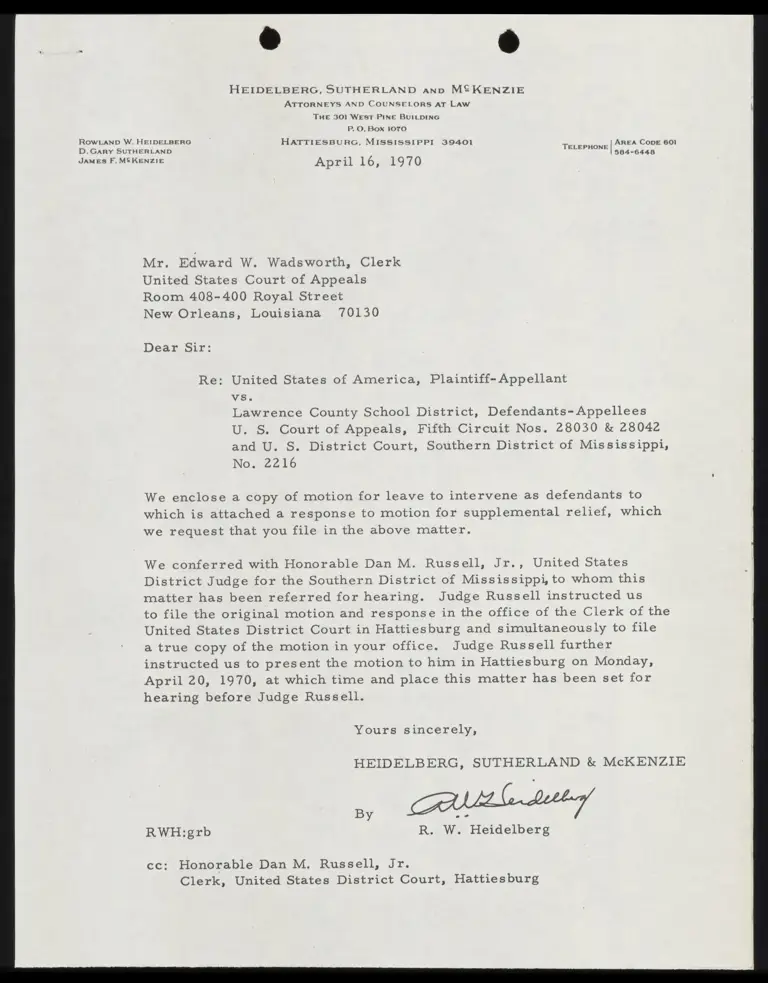 HEIDELBERG, SUTHERLAND AND McKENZIE
ATTORNEYS AND COUNSELORS AT LAW
THE 301 WEST PINE BUILDING
P. O. BOX 1070
HATTIESBURG, MISSISSIPPI 39401
ROWLAND W. HEIDELBERG
D. GARY SUTHERLAND
JAMES F. McKENZIE
TELEPHONE AREA CODE 601
584-6448
April 16, 1970
Mr. Edward W. Wadsworth, Clerk
United States Court of Appeals
Room 408-400 Royal Street
New Orleans, Louisiana 70130
Dear Sir:
Re: United States of America, Plaintiff-Appellant
vs.
Lawrence County School District, Defendants-Appellees
U. S. Court of Appeals, Fifth Circuit Nos. 28030 & 28042
and U. S. District Court, Southern District of Mississippi,
No. 2216
We enclose a copy of motion for leave to intervene as defendants to
which is attached a response to motion for supplemental relief, which
we request that you file in the above matter.
We conferred with Honorable Dan M. Russell, Jr., United States
District Judge for the Southern District of Mississippi, to whom this
matter has been referred for hearing. Judge Russell instructed us
to file the original motion and response in the office of the Clerk of the
United States District Court in Hattiesburg and simultaneously to file
a true copy of the motion in your office. Judge Russell further
instructed us to present the motion to him in Hattiesburg on Monday,
April 20, 1970, at which time and place this matter has been set for
hearing before Judge Russell.
Yours sincerely,
HEIDELBERG, SUTHERLAND & McKENZIE
By RW Heidelberg
RWH:grb
R. W. Heidelberg
cc: Honorable Dan M. Russell, Jr.
Clerk, United States District Court, Hattiesburg